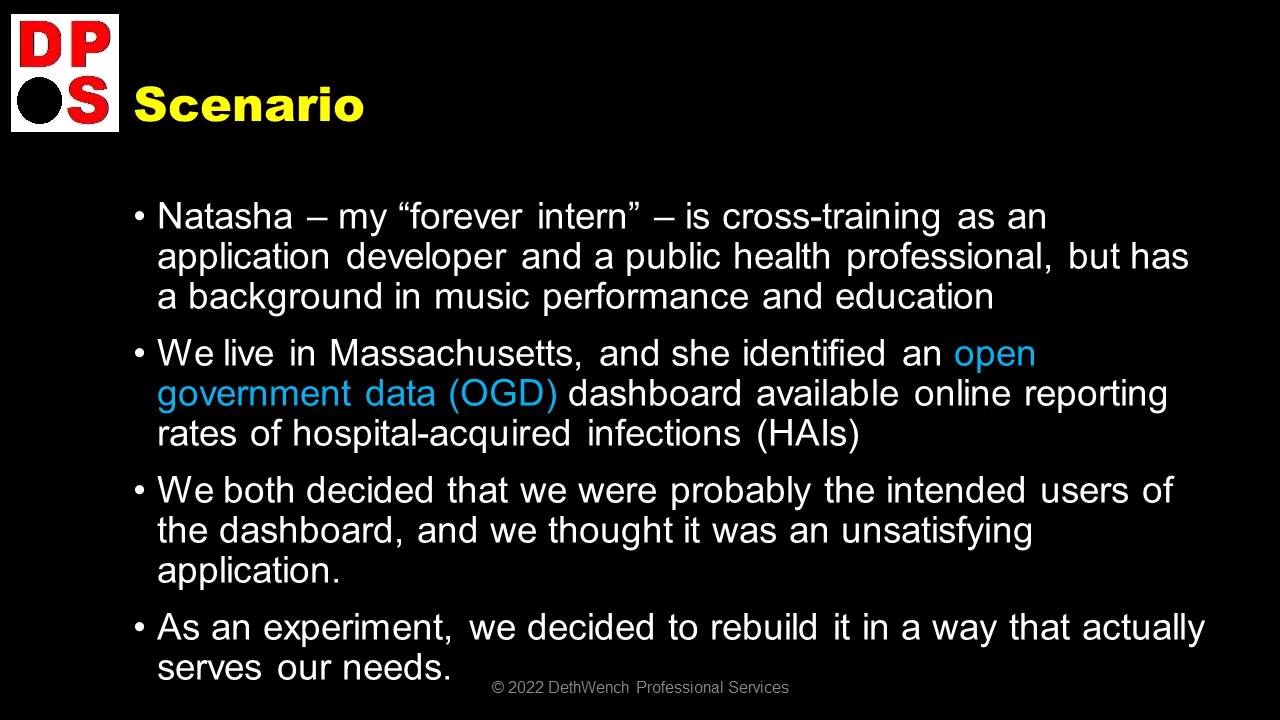 DP
S
Scenario
• Natasha – my “forever intern” – is cross-training as an
application developer and a public health professional, but has
a background in music performance and education
• We live in Massachusetts, and she identified an open
government data (OGD) dashboard available online reporting
rates of hospital-acquired infections (HAIs)
• We both decided that we were probably the intended users of
the dashboard, and we thought it was an unsatisfying
application.
• As an experiment, we decided to rebuild it in a way that actually
serves our needs.
© 2022 DethWench Professional Services